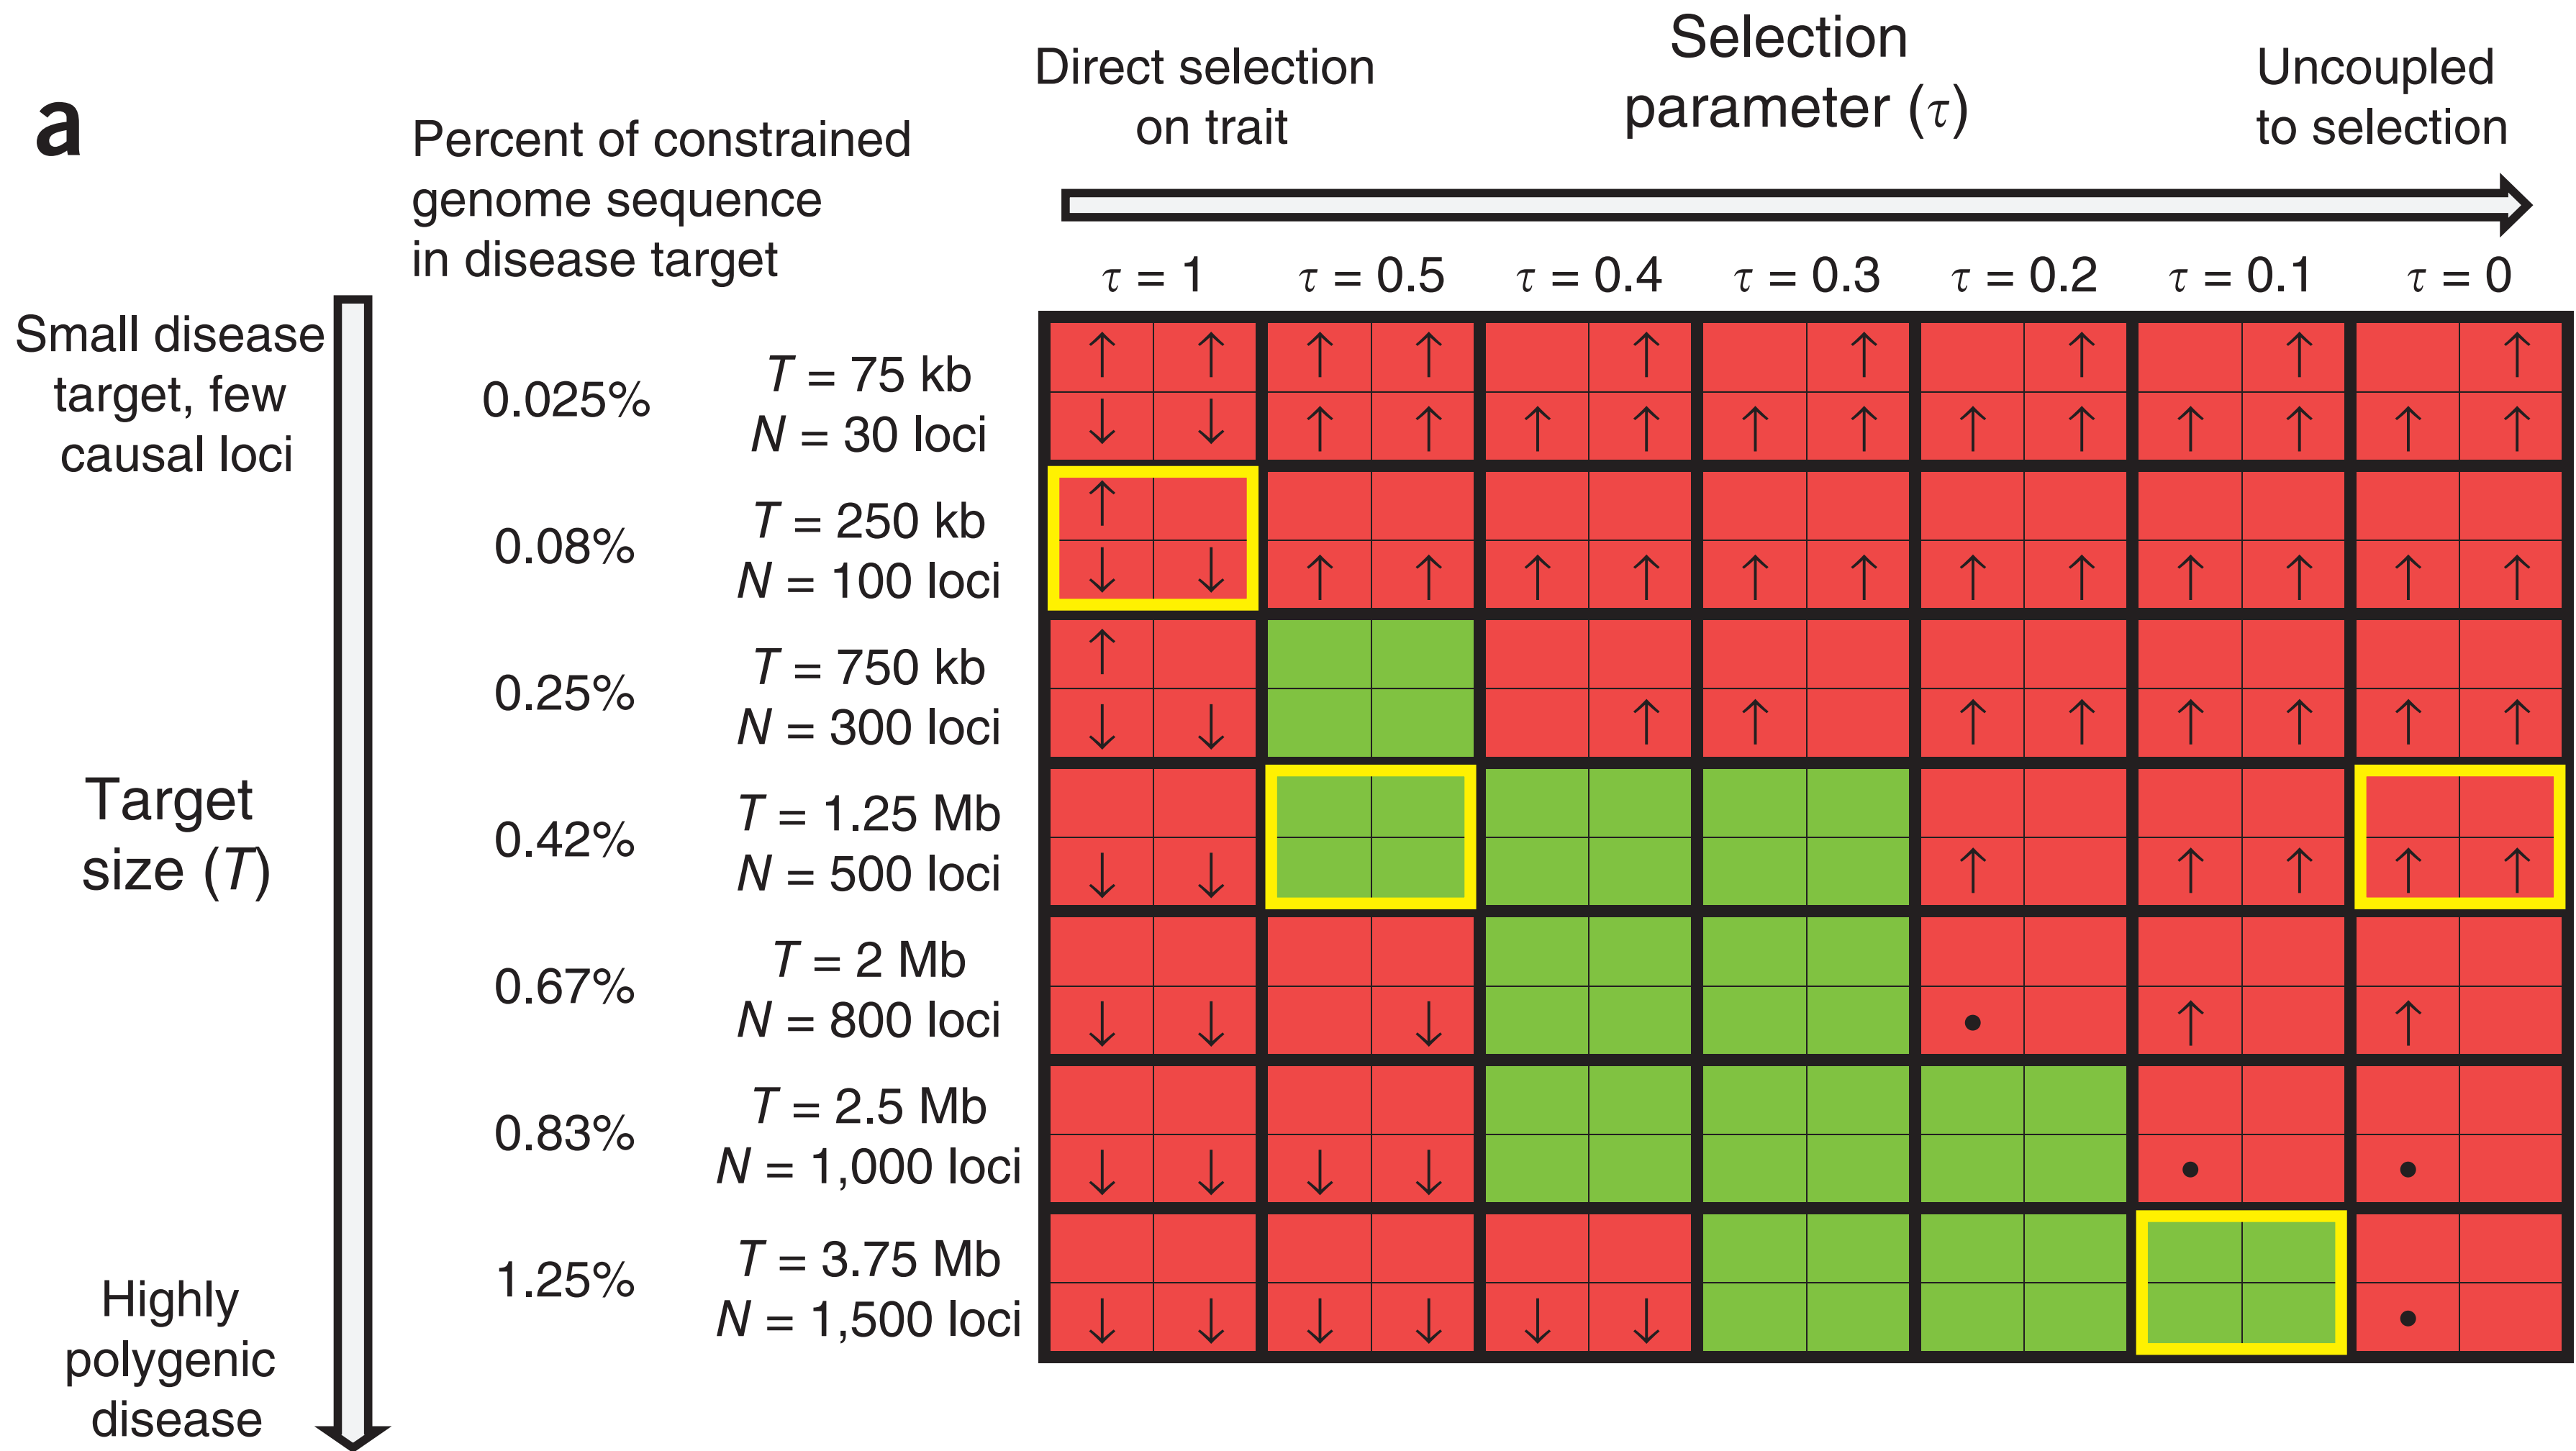 a
Percent of constrained
genome sequence
in disease target
Direct selection
on trait
Selection
parameter (τ)
Uncoupled
to selection
τ = 1 τ = 0.5 τ = 0.4 τ = 0.3 τ = 0.2 τ = 0.1 τ = 0
Small disease
target, few
causal loci
Target
size (T)
Highly
polygenic
disease
0.025%
T = 75 kb
N = 30 loci
0.08%
T = 250 kb
N = 100 loci
0.25%
T = 750 kb
N = 300 loci
0.42%
T = 1.25 Mb
N = 500 loci
0.67%
T = 2 Mb
N = 800 loci
0.83%
T = 2.5 Mb
N = 1,000 loci
1.25%
T = 3.75 Mb
N = 1,500 loci